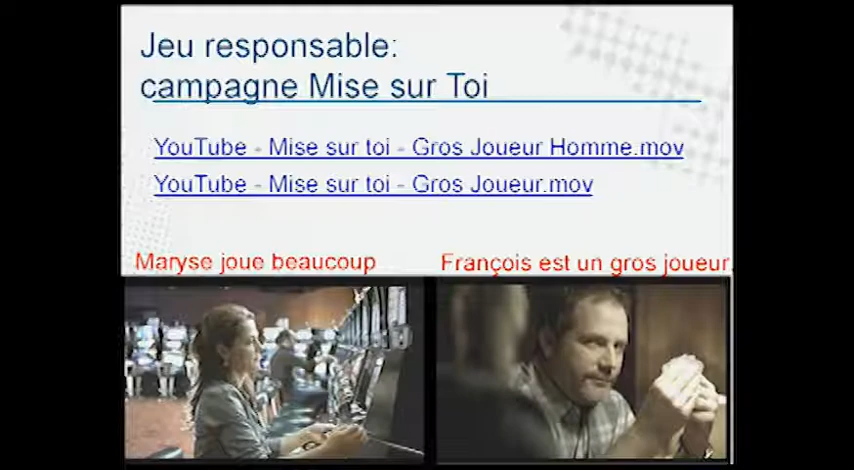 Jeu responsable:
campagne Mise sur Toi
YouTube - Mise sur toi - Gros Joueur Homme.mov
YouTube - Mise sur toi - Gros Joueur.mov
Maryse joue beaucoup
François est un gros joueur.